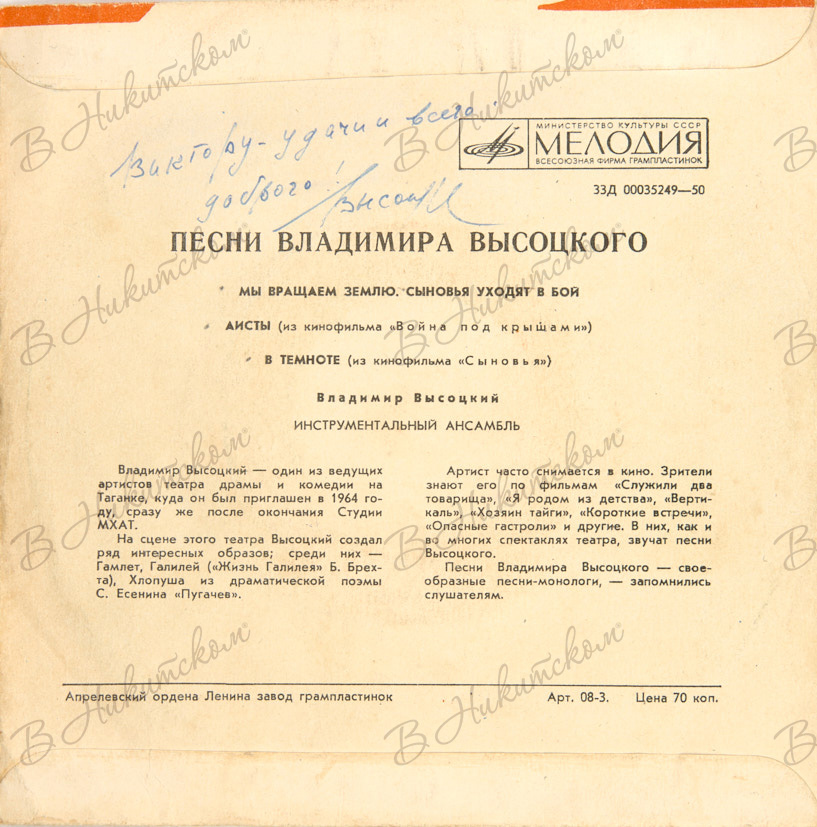 Виктору - удачи и всего
доброго! Высоцкий
МИНИСТЕРСТВО КУЛЬТУРЫ СССР
МЕЛОДИЯ
ВСЕСОЮЗНАЯ ФИРМА ГРАМПЛАСТИНОК
33Д 00035249—50
ПЕСНИ ВЛАДИМИРА ВЫСОЦКОГО
МЫ ВРАЩАЕМ ЗЕМЛЮ. СЫНОВЬЯ УХОДЯТ В БОЙ
АИСТЫ (из кинофильма «Война под крышами»)
В ТЕМНОТЕ (из кинофильма «Сыновья»)
Владимир Высоцкий
ИНСТРУМЕНТАЛЬНЫЙ АНСАМБЛЬ
Владимир Высоцкий — один из ведущих
артистов театра драмы и комедии на
Таганке, куда он был приглашен в 1964 го-
ду, сразу же после окончания Студии
МХАТ.
На сцене этого театра Высоцкий создал
ряд интересных образов; среди них —
Гамлет, Галилей («Жизнь Галилея» Б. Брех-
та), Хлопуша из драматической поэмы
С. Есенина «Пугачев».
Артист часто снимается в кино. Зрители
знают его по фильмам «Служили два
товарища», «Я родом из детства», «Верти-
каль», «Хозяин тайги», «Короткие встречи»,
«Опасные гастроли» и другие. В них, как и
во многих спектаклях театра, звучат песни
Высоцкого.
Песни Владимира Высоцкого — свое-
образные песни-монологи, — запомнились
слушателям.
Апрелевский ордена Ленина завод грампластинок
Арт. 08-3. Цена 70 коп.
В Никитском